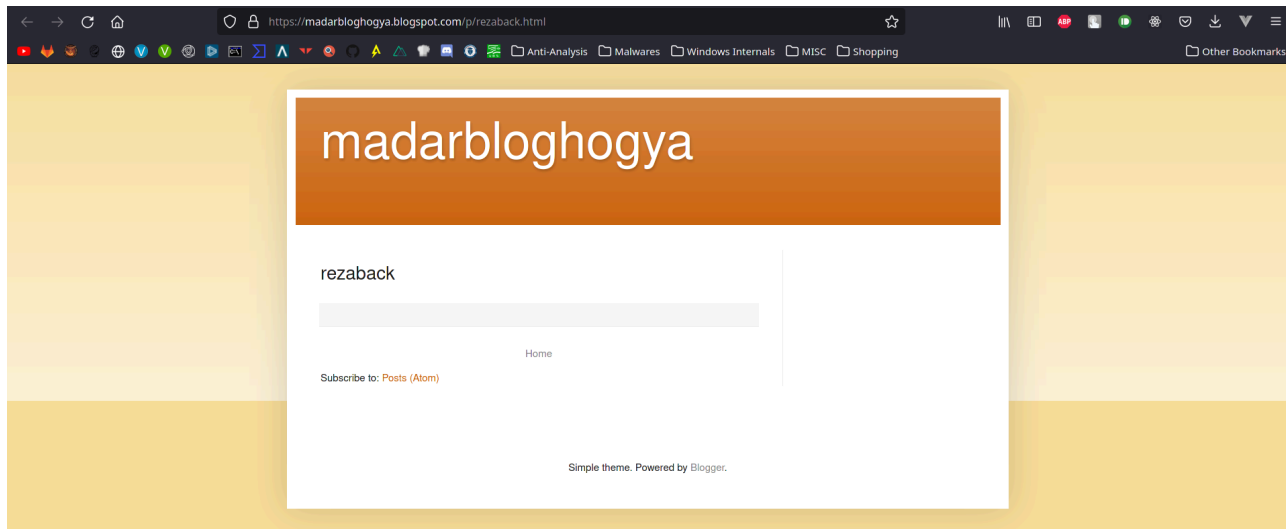 https://madarbloghogya.blogspot.com/p/rezaback.html
Anti-Analysis Malwares Windows Internals MISC Shopping Other Bookmarks
madarbloghogya
rezaback
Home
Subscribe to: Posts (Atom)
Simple theme. Powered by Blogger.